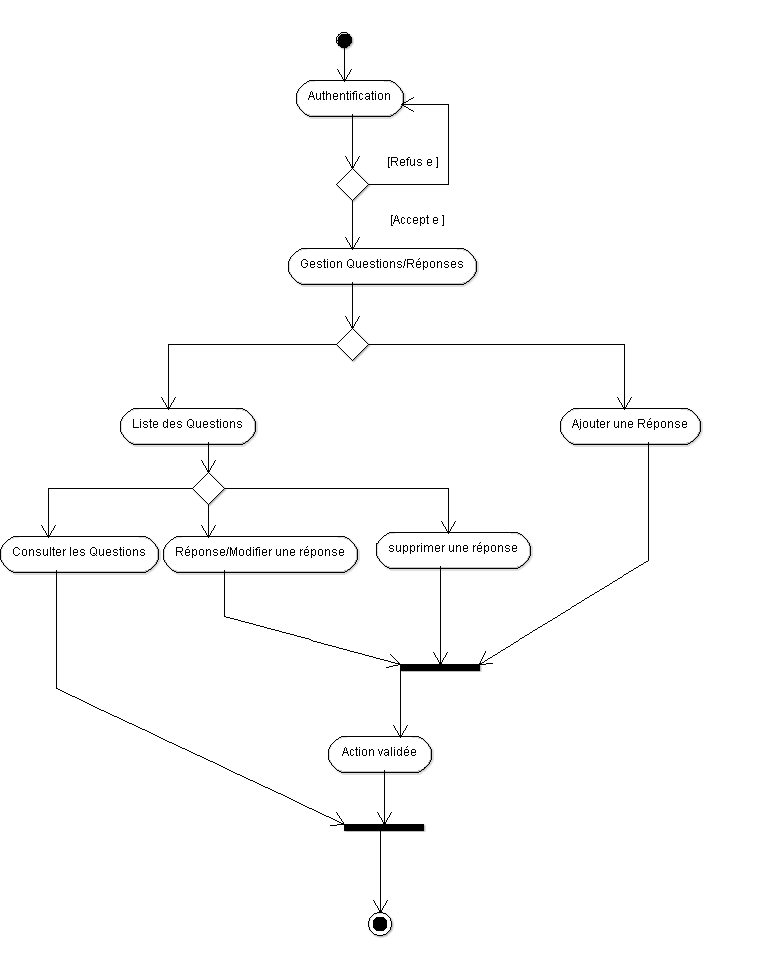 Authentification
[Refus e ]
[Accept e ]
Gestion Questions/Réponses
Liste des Questions
Ajouter une Réponse
Consulter les Questions
Réponse/Modifier une réponse
supprimer une réponse
Action validée